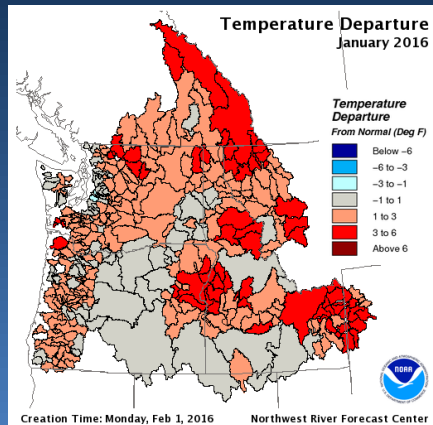 Temperature Departure
January 2016
Temperature
Departure
From Normal (Deg F)
Below -6
-6 to -3
-3 to -1
-1 to 1
1 to 3
3 to 6
Above 6
NOAA
Creation Time: Monday, Feb 1, 2016 Northwest River Forecast Center